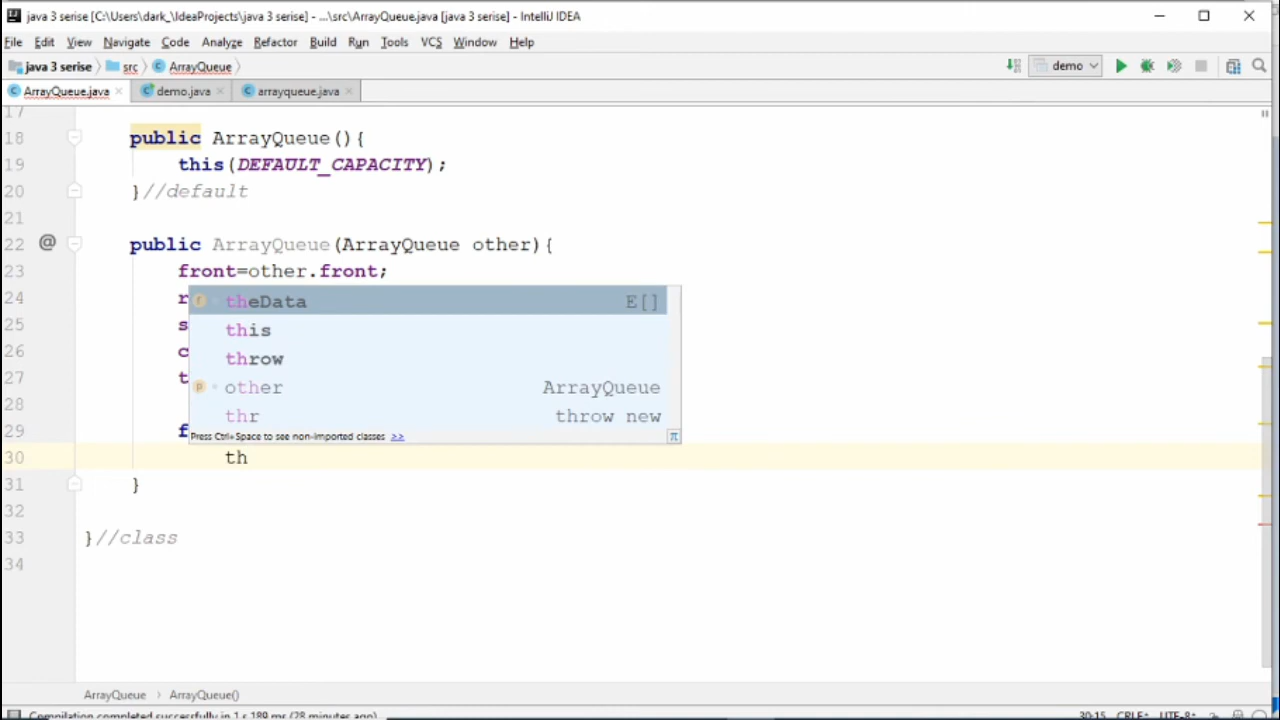 java 3 serise [C:\Users\dark_\IdeaProjects\java 3 serise] - ...\src\ArrayQueue.java [java 3 serise] - IntelliJ IDEA
File Edit View Navigate Code Analyze Refactor Build Run Tools VCS Window Help
java 3 serise src ArrayQueue demo
ArrayQueue.java demo.java arrayqueue.java
17
18 public ArrayQueue(){
19 this(DEFAULT_CAPACITY);
20 }//default
21
22 @ public ArrayQueue(ArrayQueue other){
23 front=other.front;
24 r
25 s
26 c
27 t
28
29 f
theData E[]
this
throw
other ArrayQueue
thr throw new
Press Ctrl+Space to see non-imported classes >> π
30 th
31 }
32
33 }//class
34
ArrayQueue > ArrayQueue()
Compilation completed successfully in 1 s 189 ms (28 minutes ago) 30:15 CRLF UTF-8